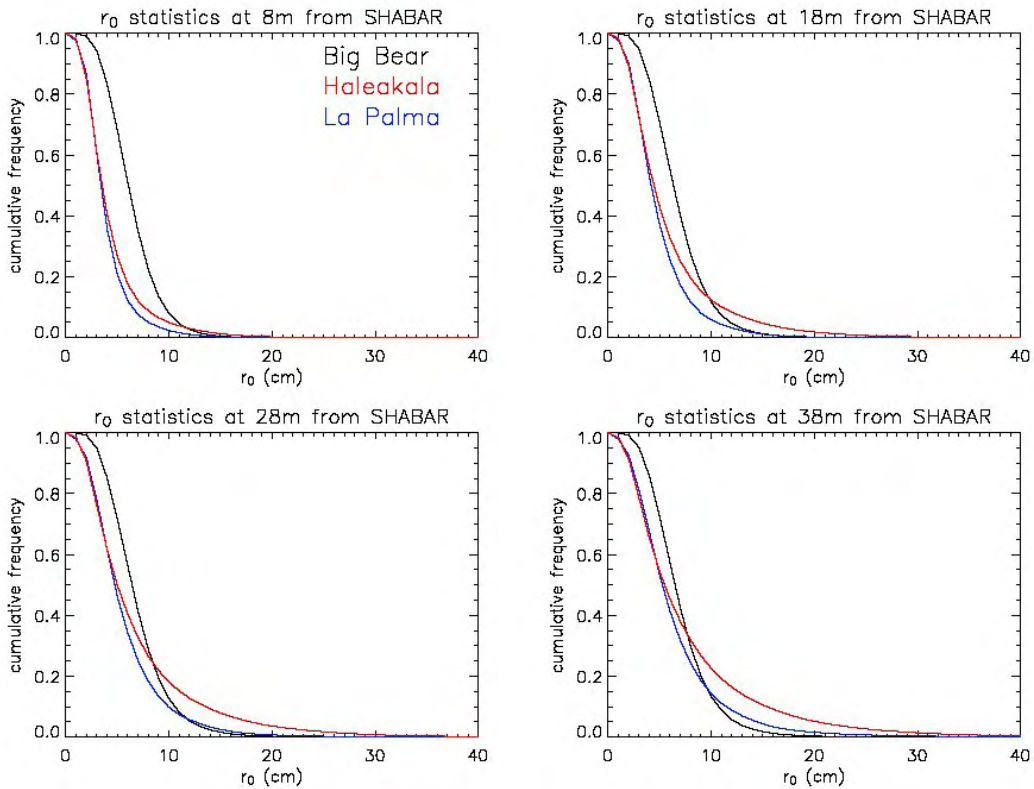 r0 statistics at 8m from SHABAR
1.0
0.8
0.6
0.4
0.2
0.0
cumulative frequency
Big Bear
Haleakala
La Palma
0 10 20 30 40
r0 (cm)
r0 statistics at 18m from SHABAR
1.0
0.8
0.6
0.4
0.2
0.0
cumulative frequency
0 10 20 30 40
r0 (cm)
r0 statistics at 28m from SHABAR
1.0
0.8
0.6
0.4
0.2
0.0
cumulative frequency
0 10 20 30 40
r0 (cm)
r0 statistics at 38m from SHABAR
1.0
0.8
0.6
0.4
0.2
0.0
cumulative frequency
0 10 20 30 40
r0 (cm)